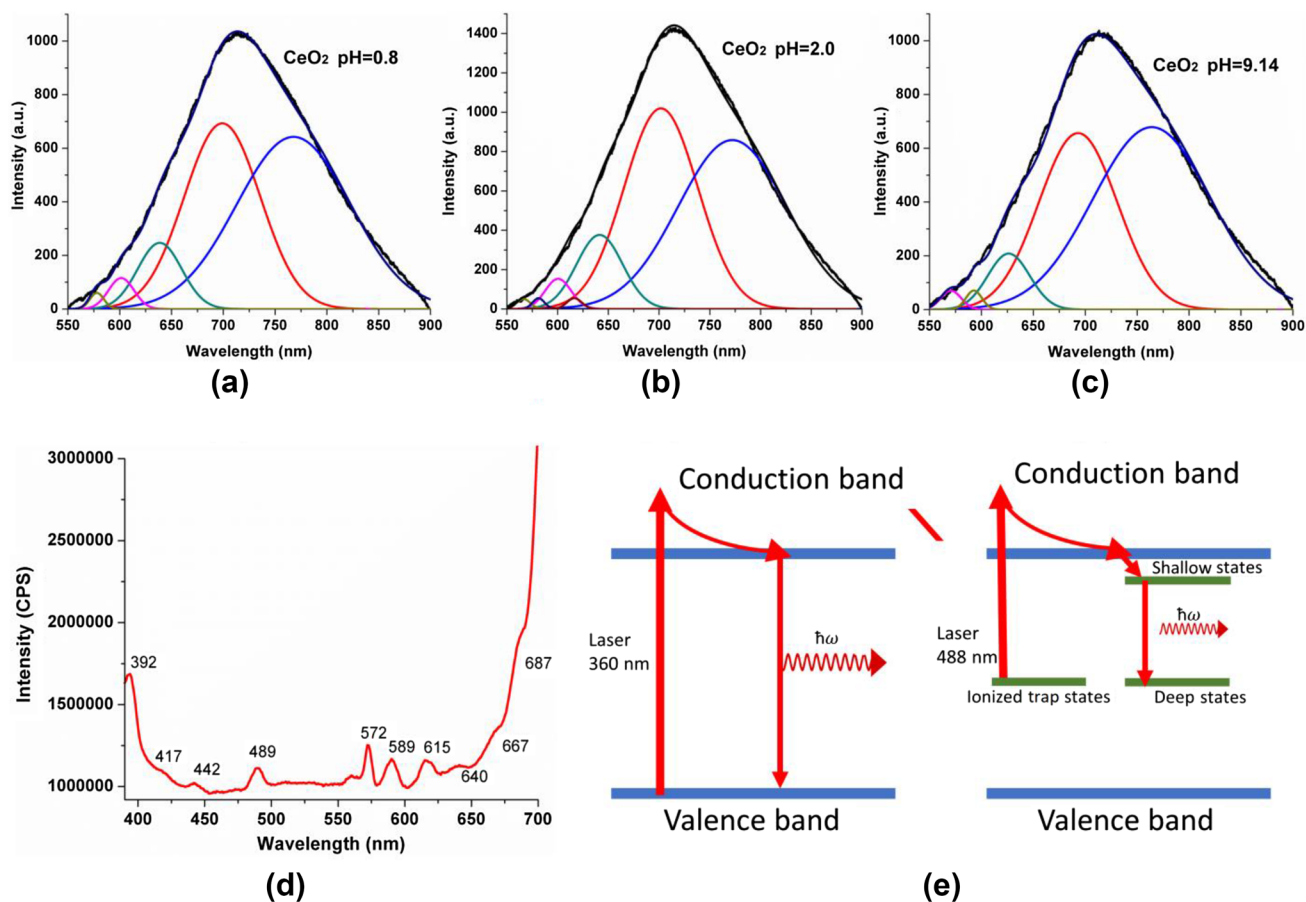 CeO2 pH=0.8
Intensity (a.u.)
1000
800
600
400
200
0
550 600 650 700 750 800 850 900
Wavelength (nm)
(a)
CeO2 pH=2.0
Intensity (a.u.)
1400
1200
1000
800
600
400
200
0
550 600 650 700 750 800 850 900
Wavelength (nm)
(b)
CeO2 pH=9.14
Intensity (a.u.)
1000
800
600
400
200
0
550 600 650 700 750 800 850 900
Wavelength (nm)
(c)
Intensity (CPS)
3000000
2500000
2000000
1500000
1000000
392
417
442
489
572
589
615
640
667
687
400 450 500 550 600 650 700
Wavelength (nm)
(d)
Conduction band
Laser
360 nm
ħω
Valence band
Conduction band
Shallow states
Laser
488 nm
ħω
Ionized trap states
Deep states
Valence band
(e)